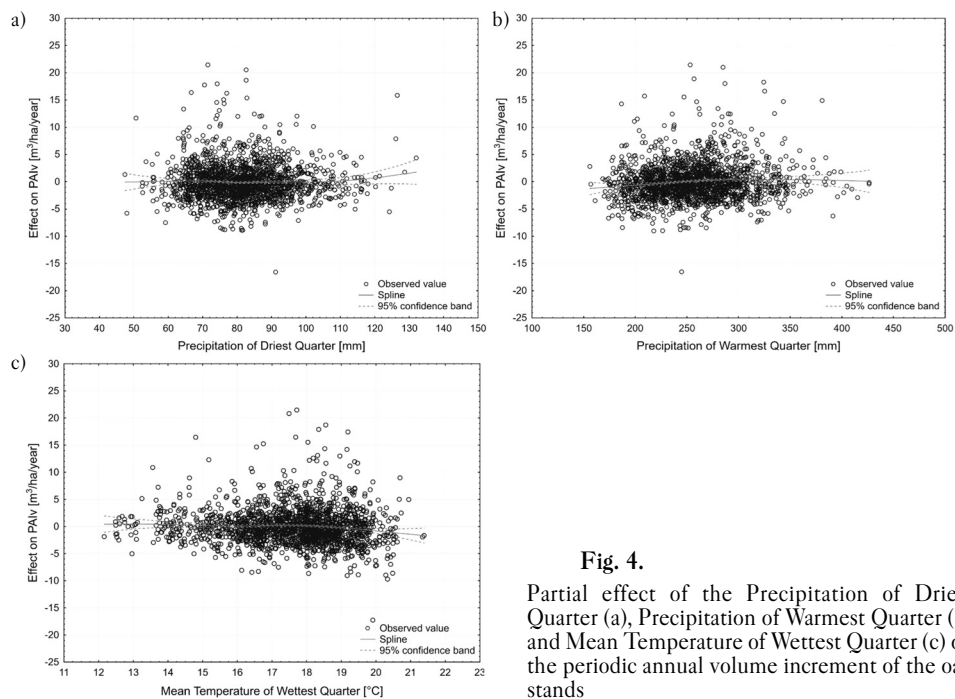 a)
30
25
20
15
10
5
0
-5
-10
-15
-20
-25
Effect on PAIv [m³/ha/year]
Observed value
Spline
95% confidence band
30 40 50 60 70 80 90 100 110 120 130 140 150
Precipitation of Driest Quarter [mm]
b)
30
25
20
15
10
5
0
-5
-10
-15
-20
-25
Effect on PAIv [m³/ha/year]
Observed value
Spline
95% confidence band
100 150 200 250 300 350 400 450 500
Precipitation of Warmest Quarter [mm]
c)
30
25
20
15
10
5
0
-5
-10
-15
-20
-25
Effect on PAIv [m³/ha/year]
Observed value
Spline
95% confidence band
11 12 13 14 15 16 17 18 19 20 21 22 23
Mean Temperature of Wettest Quarter [°C]
Fig. 4.
Partial effect of the Precipitation of Drie
Quarter (a), Precipitation of Warmest Quarter (
and Mean Temperature of Wettest Quarter (c) o
the periodic annual volume increment of the oa
stands